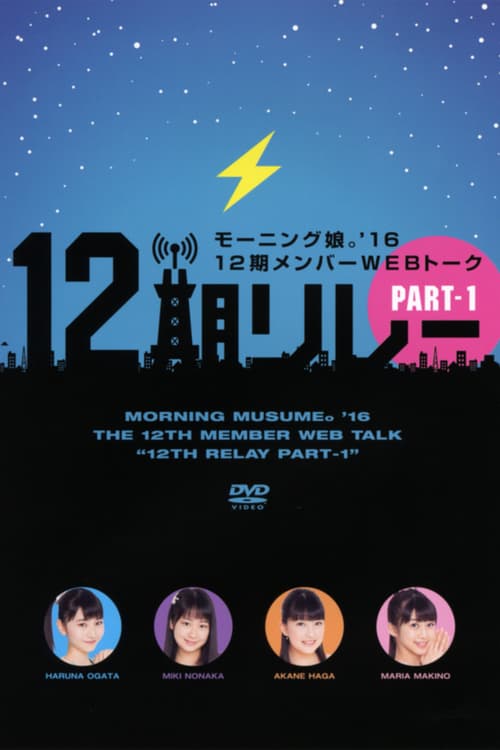 モーニング娘。'16
12期メンバーWEBトーク
12期リレー
PART-1
MORNING MUSUME。 '16
THE 12TH MEMBER WEB TALK
“12TH RELAY PART-1”
DVD
VIDEO
HARUNA OGATA
MIKI NONAKA
AKANE HAGA
MARIA MAKINO